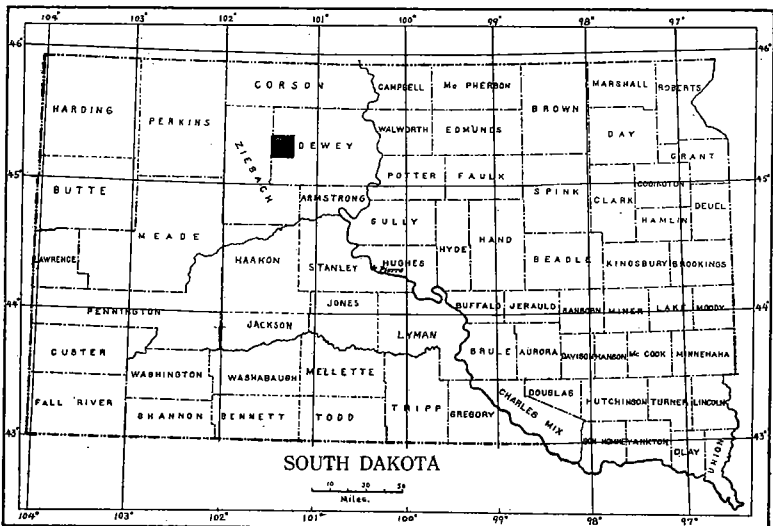 104° 103° 102° 101° 100° 99° 98° 97°
46° 46°
CORSON CAMPBELL Mc PHERSON MARSHALL ROBERTS
HARDING PERKINS BROWN
WALWORTH EDMUNDS DAY
ZIEBACH DEWEY GRANT
POTTER FAULK CODINGTON
45° 45°
BUTTE ARMSTRONG SPINK CLARK DEUEL
SULLY HAMLIN
MEADE HYDE HAND
LAWRENCE HAAKON STANLEY HUGHES BEADLE KINGSBURY BROOKINGS
Pierre
44° 44°
PENNINGTON JONES BUFFALO JERAULD SANBORN MINER LAKE MOODY
JACKSON LYMAN
CUSTER BRULE AURORA DAVISON HANSON Mc COOK MINNEHAHA
WASHINGTON WASHABAUGH MELLETTE
DOUGLAS
FALL RIVER TRIPP GREGORY CHARLES MIX HUTCHINSON TURNER LINCOLN
SHANNON BENNETT TODD
43° 43°
BON HOMME YANKTON CLAY UNION
SOUTH DAKOTA
10 30 50
Miles.
104° 103° 102° 101° 100° 99° 98° 97°